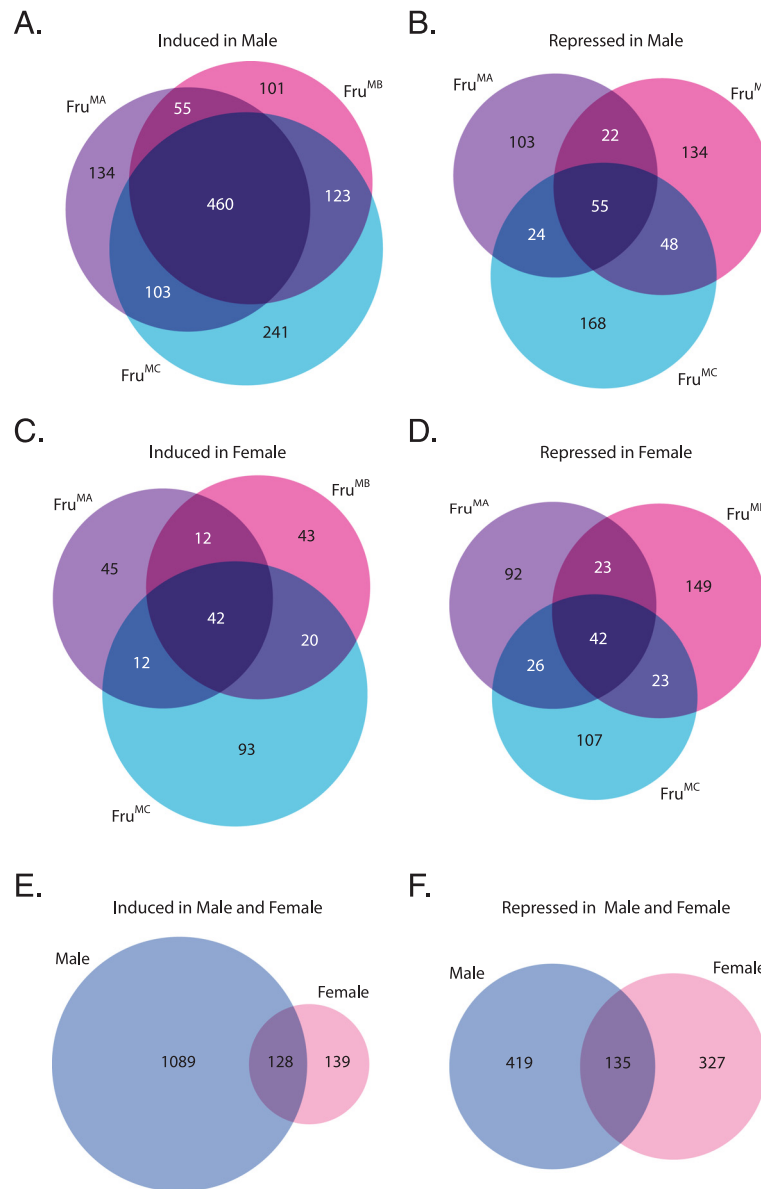 A.
Induced in Male
Fru^MA
Fru^MB
55
101
134
460
123
103
241
Fru^MC
B.
Repressed in Male
Fru^MA
Fru^M
103
22
134
55
24
48
168
Fru^MC
C.
Induced in Female
Fru^MA
Fru^MB
12
43
45
42
20
12
93
Fru^MC
D.
Repressed in Female
Fru^MA
Fru^M
92
23
149
42
26
23
107
Fru^MC
E.
Induced in Male and Female
Male
Female
1089
128
139
F.
Repressed in Male and Female
Male
Female
419
135
327